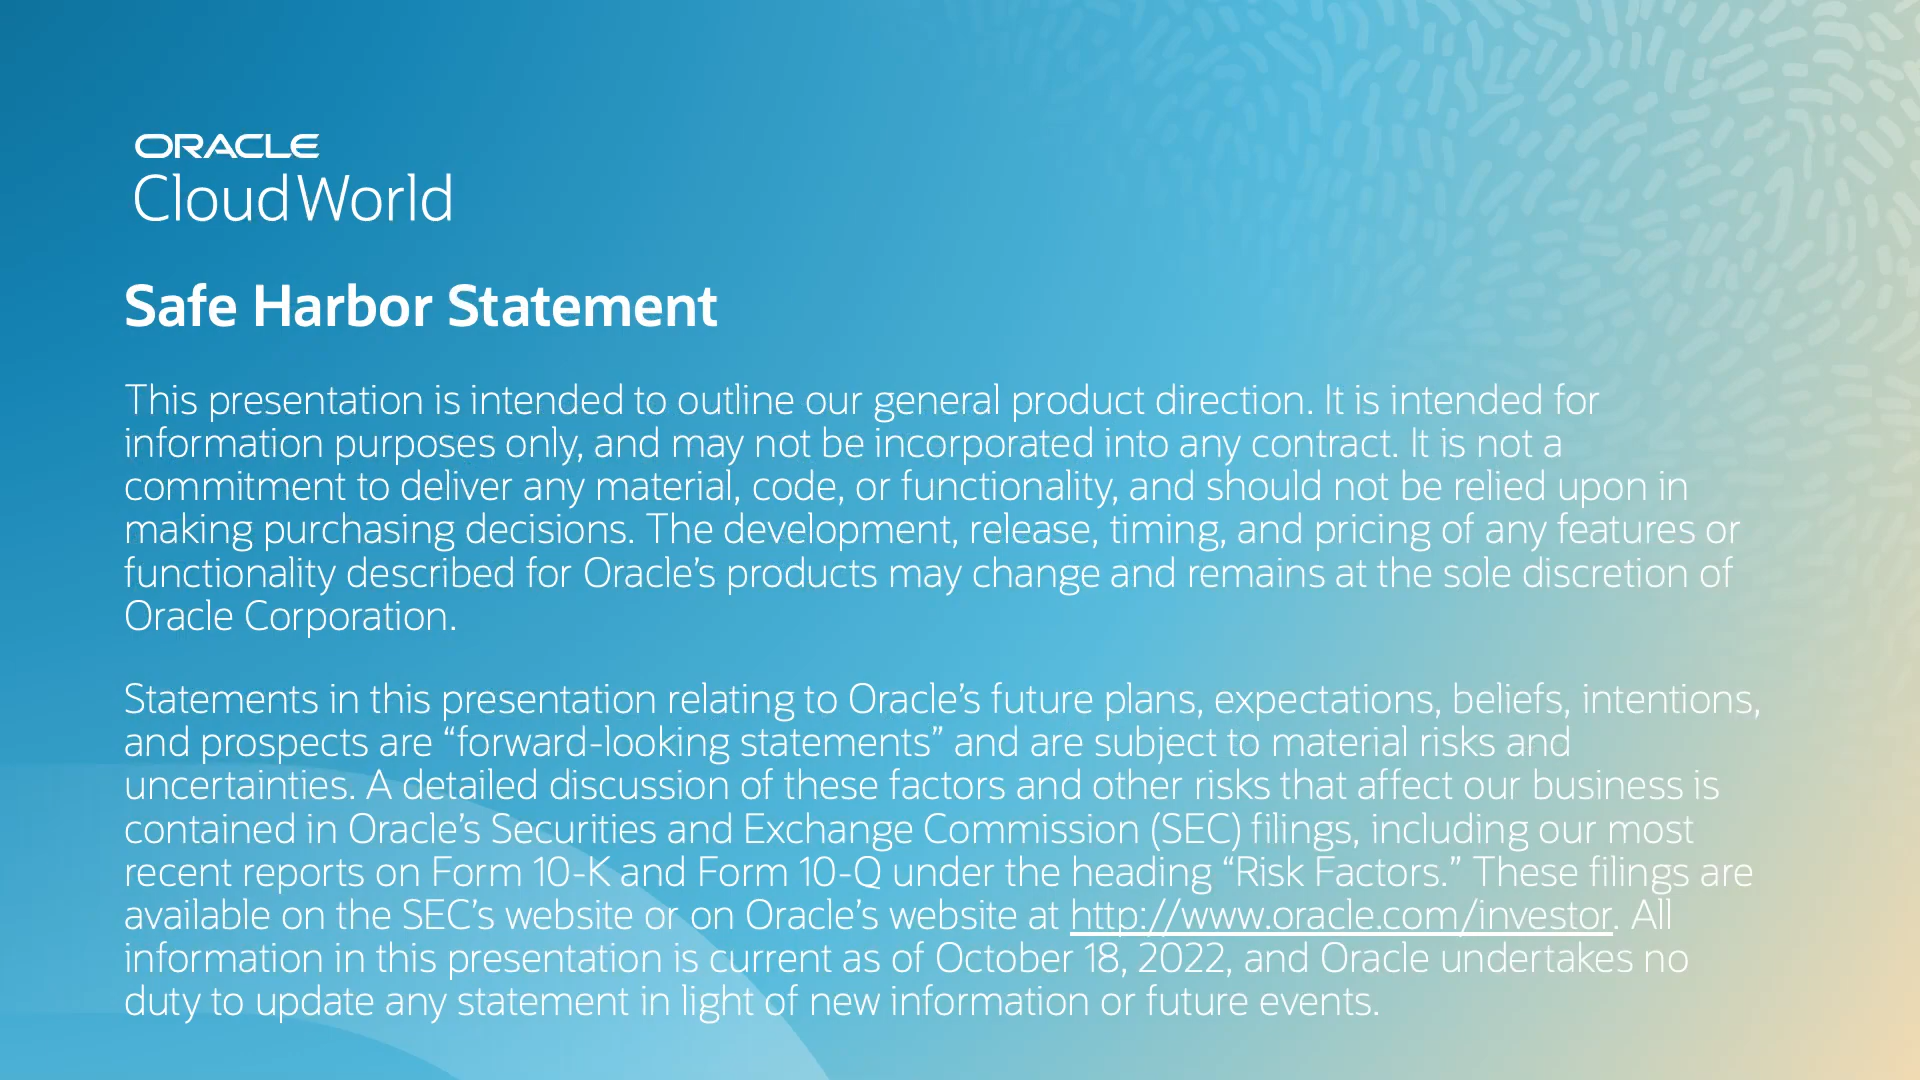 ORACLE
CloudWorld
Safe Harbor Statement
This presentation is intended to outline our general product direction. It is intended for
information purposes only, and may not be incorporated into any contract. It is not a
commitment to deliver any material, code, or functionality, and should not be relied upon in
making purchasing decisions. The development, release, timing, and pricing of any features or
functionality described for Oracle’s products may change and remains at the sole discretion of
Oracle Corporation.
Statements in this presentation relating to Oracle’s future plans, expectations, beliefs, intentions,
and prospects are “forward-looking statements” and are subject to material risks and
uncertainties. A detailed discussion of these factors and other risks that affect our business is
contained in Oracle’s Securities and Exchange Commission (SEC) filings, including our most
recent reports on Form 10-K and Form 10-Q under the heading “Risk Factors.” These filings are
available on the SEC’s website or on Oracle’s website at http://www.oracle.com/investor. All
information in this presentation is current as of October 18, 2022, and Oracle undertakes no
duty to update any statement in light of new information or future events.